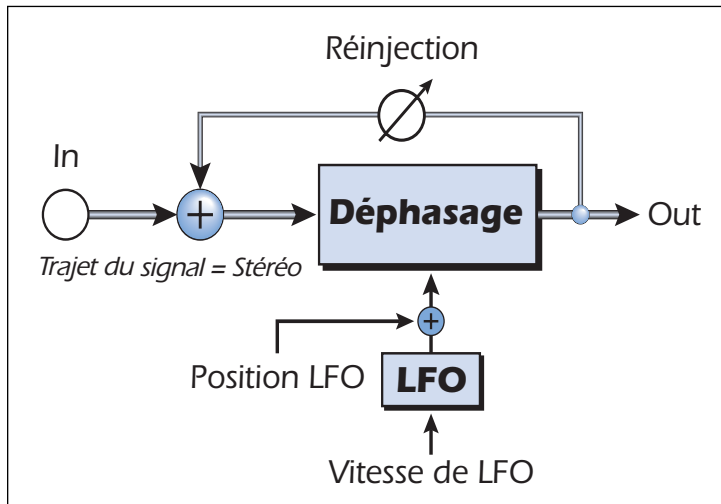 Réinjection
In
+
Déphasage
Out
Trajet du signal = Stéréo
+
Position LFO
LFO
Vitesse de LFO